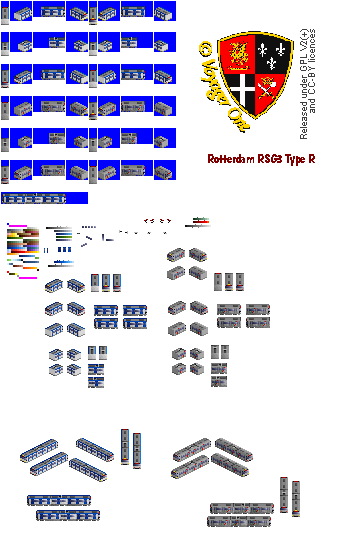 © Voyager One
Released under GPL V2(+)
and CC-BY licences
Rotterdam RSG3 Type R